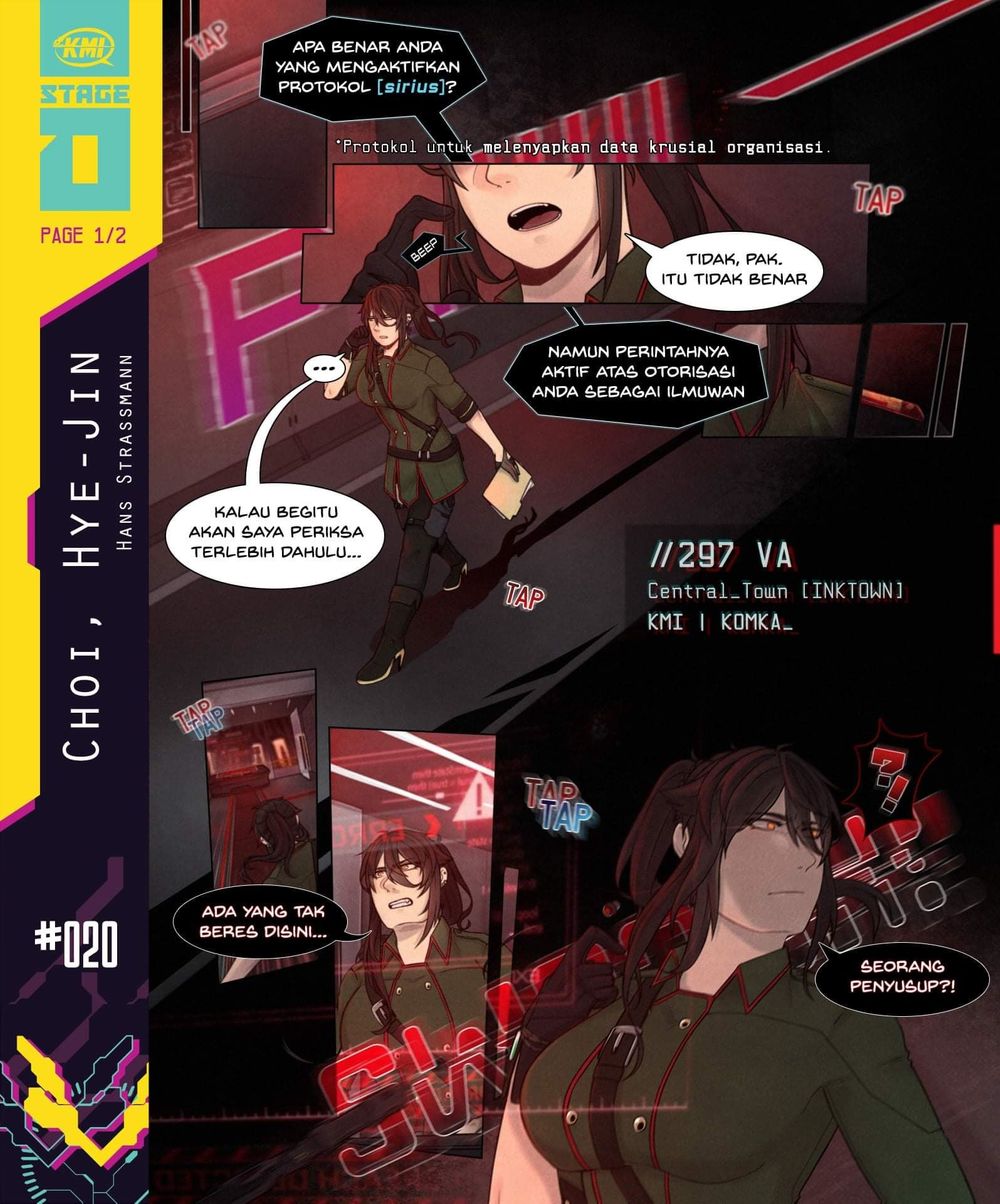 KMI
STAGE
0
PAGE 1/2
CHOI, HYE-JIN
HANS STRASSMANN
#020
TAP
APA BENAR ANDA
YANG MENGAKTIFKAN
PROTOKOL [sirius]?
*Protokol untuk melenyapkan data krusial organisasi.
TAP
BEEP
TIDAK, PAK.
ITU TIDAK BENAR
NAMUN PERINTAHNYA
AKTIF ATAS OTORISASI
ANDA SEBAGAI ILMUWAN
...
KALAU BEGITU
AKAN SAYA PERIKSA
TERLEBIH DAHULU...
TAP
//297 VA
Central_Town [INKTOWN]
KMI | KOMKA_
TAP
TAP
TAP
TAP
?!
ADA YANG TAK
BERES DISINI...
SEORANG
PENYUSUP?!